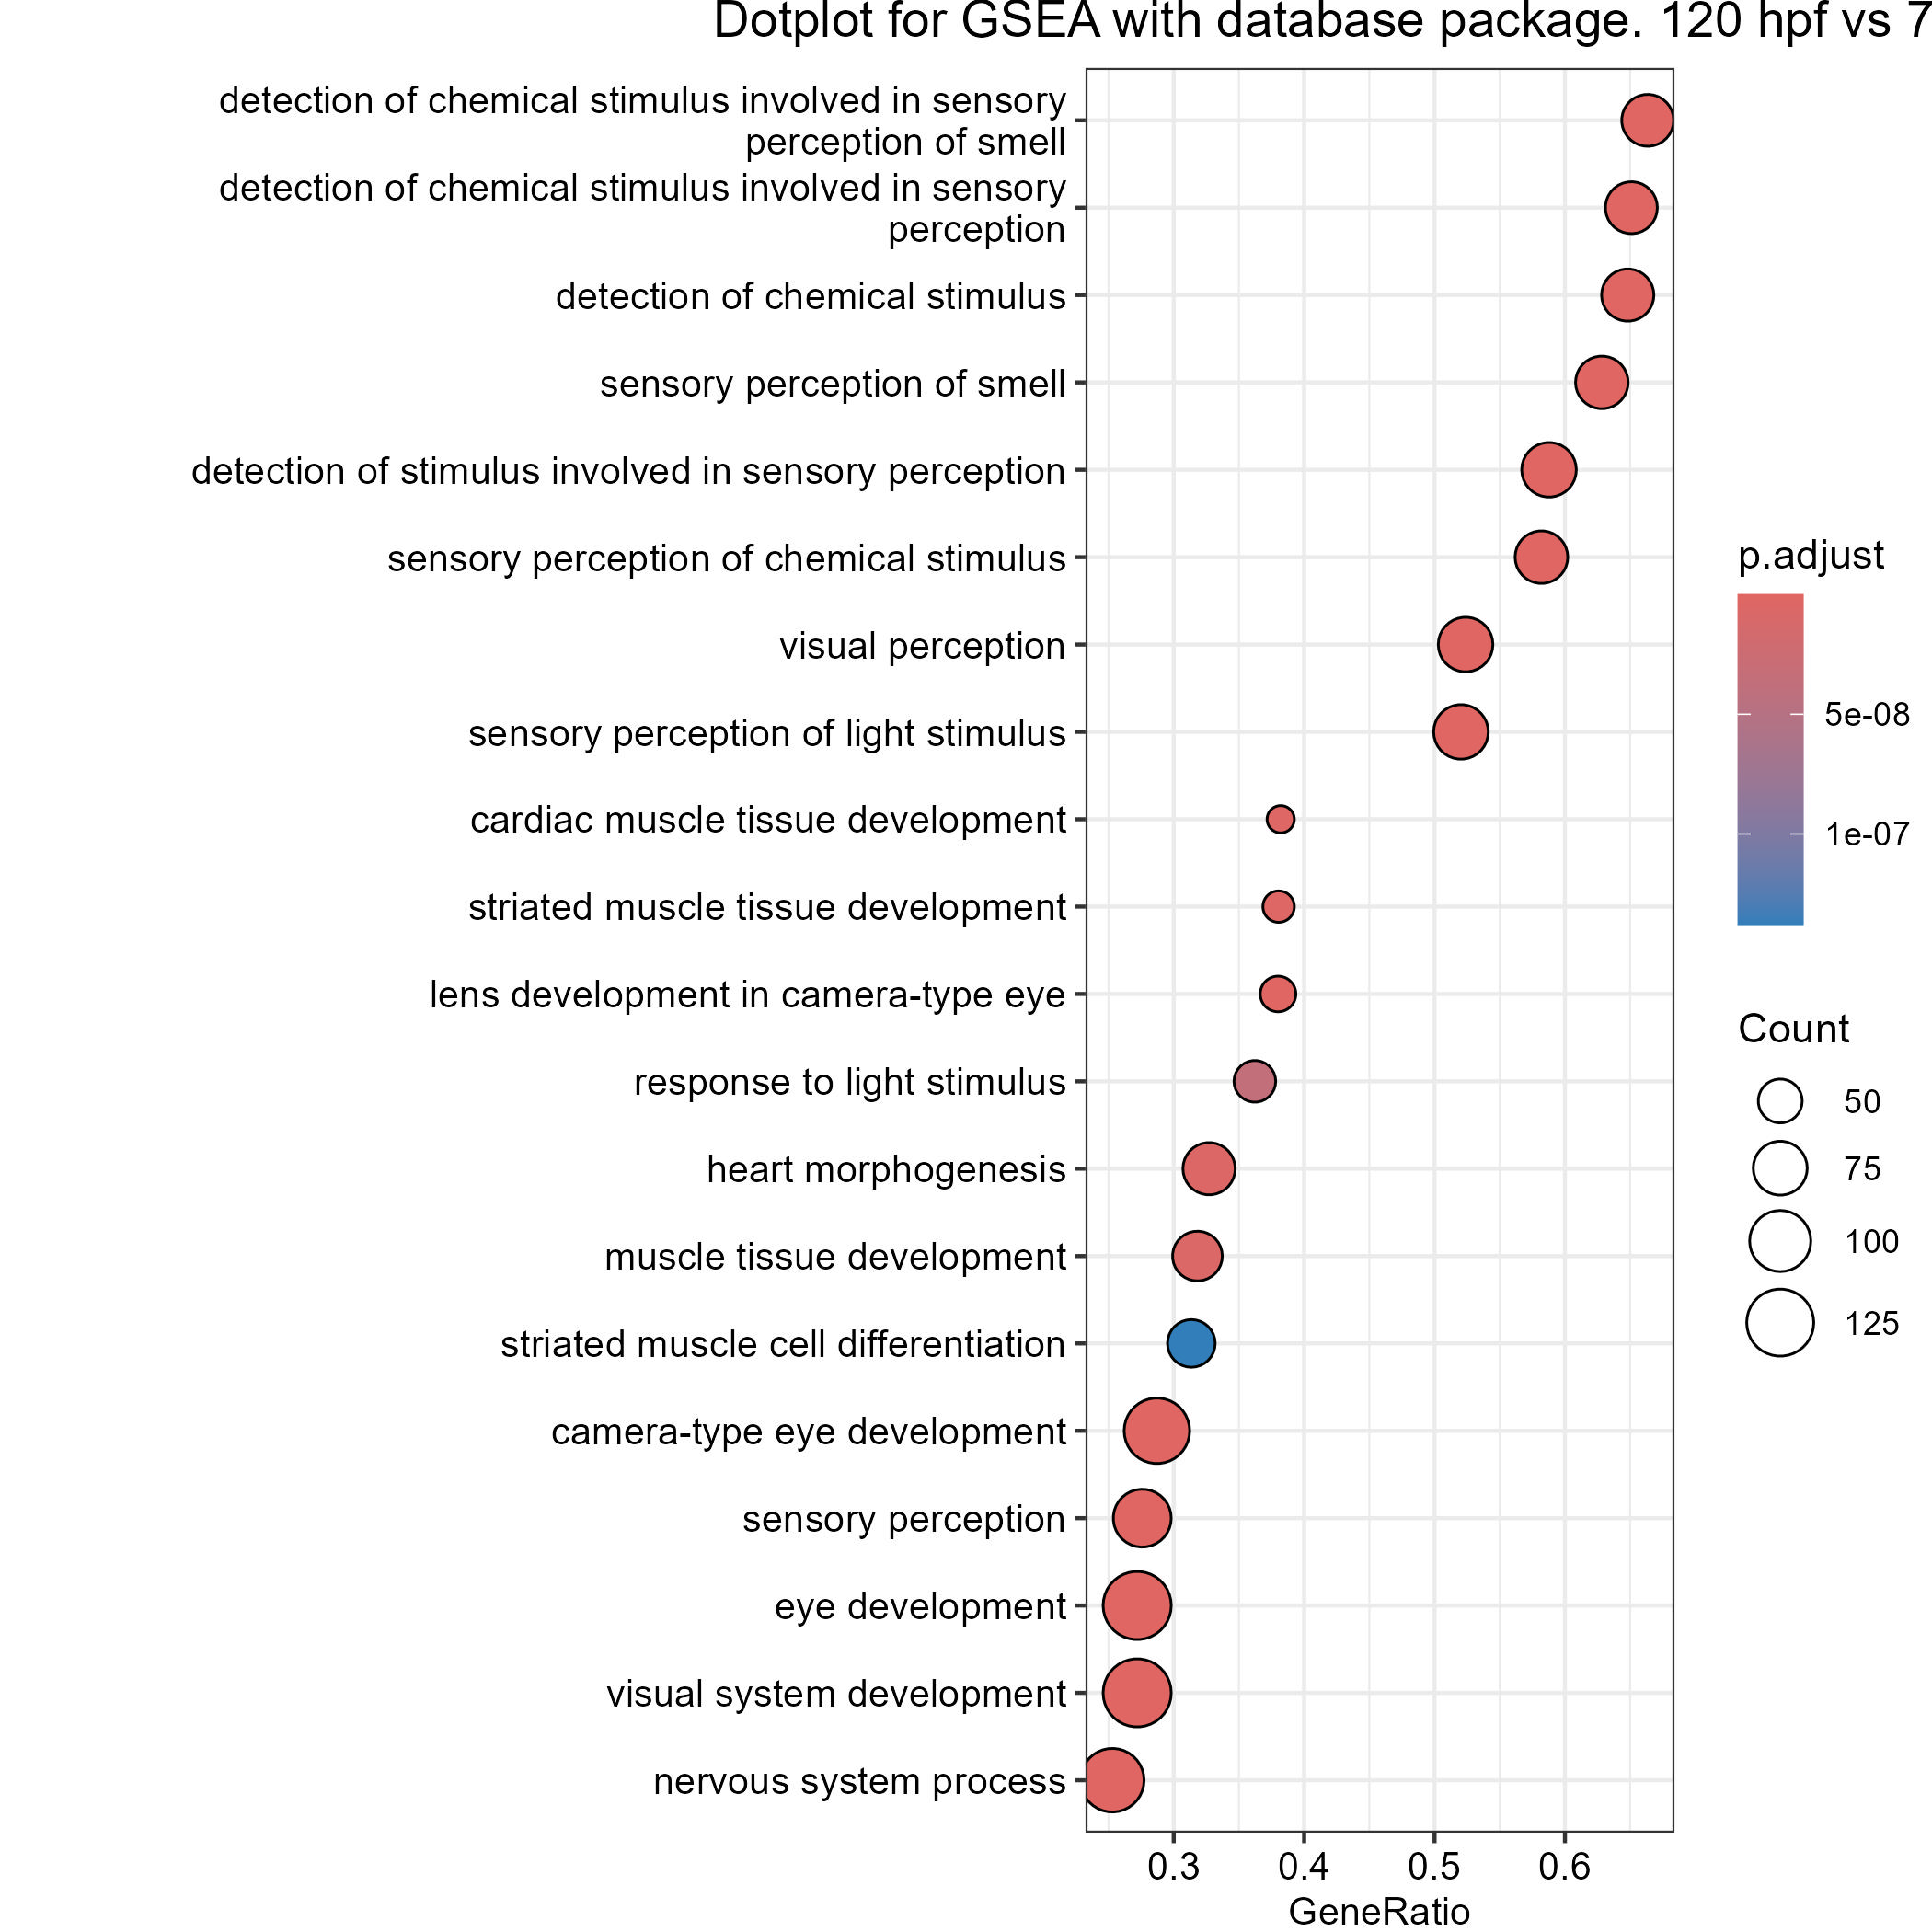 Dotplot for GSEA with database package. 120 hpf vs 7
detection of chemical stimulus involved in sensory
perception of smell
detection of chemical stimulus involved in sensory
perception
detection of chemical stimulus
sensory perception of smell
detection of stimulus involved in sensory perception
sensory perception of chemical stimulus
visual perception
sensory perception of light stimulus
cardiac muscle tissue development
striated muscle tissue development
lens development in camera-type eye
response to light stimulus
heart morphogenesis
muscle tissue development
striated muscle cell differentiation
camera-type eye development
sensory perception
eye development
visual system development
nervous system process
0.3 0.4 0.5 0.6
GeneRatio
p.adjust
5e-08
1e-07
Count
50
75
100
125